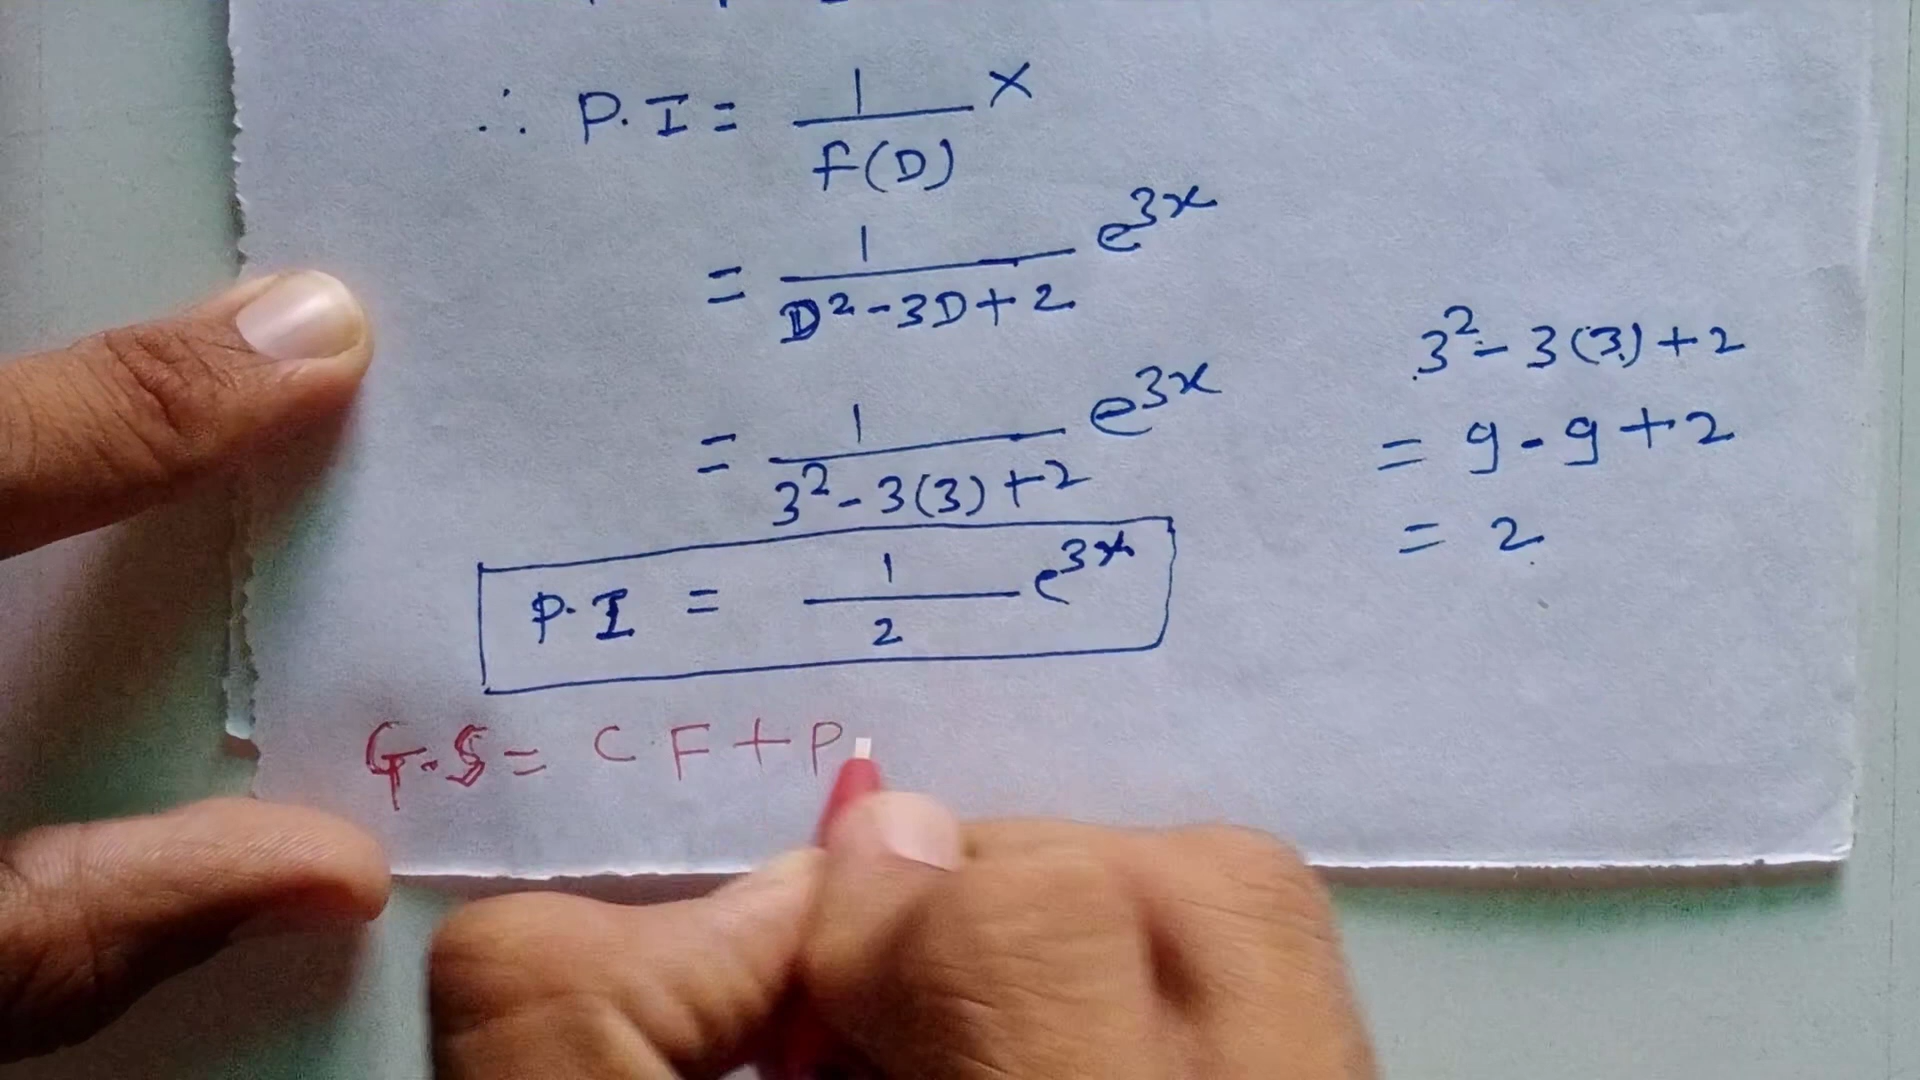 ∴ P.I = 1/f(D) X
= 1/(D² - 3D + 2) e^3x
= 1/(3² - 3(3) + 2) e^3x
P.I = 1/2 e^3x
3² - 3(3) + 2
= 9 - 9 + 2
= 2
G.S = C F + P